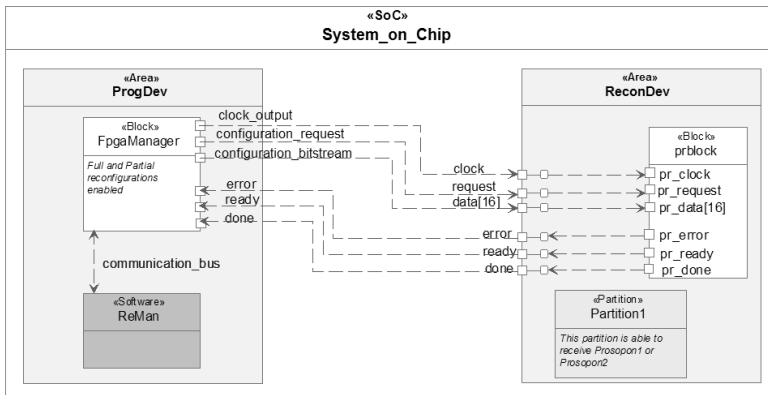 «SoC»
System_on_Chip
«Area»
ProgDev
«Block»
FpgaManager
Full and Partial
reconfigurations
enabled
clock_output
configuration_request
configuration_bitstream
error
ready
done
communication_bus
«Software»
ReMan
«Area»
ReconDev
clock
request
data[16]
error
ready
done
«Block»
prblock
pr_clock
pr_request
pr_data[16]
pr_error
pr_ready
pr_done
«Partition»
Partition1
This partition is able to
receive Prosopon1 or
Prosopon2